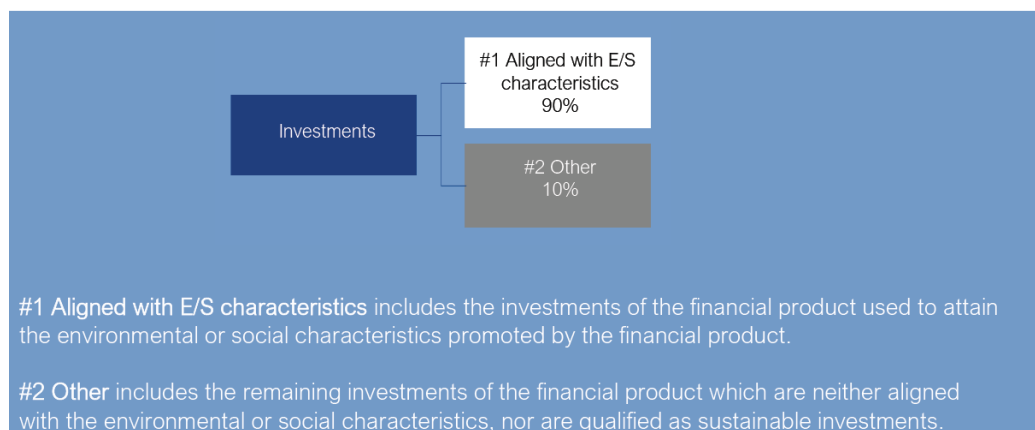 #1 Aligned with E/S
characteristics
90%
Investments
#2 Other
10%
#1 Aligned with E/S characteristics includes the investments of the financial product used to attain
the environmental or social characteristics promoted by the financial product.
#2 Other includes the remaining investments of the financial product which are neither aligned
with the environmental or social characteristics, nor are qualified as sustainable investments.